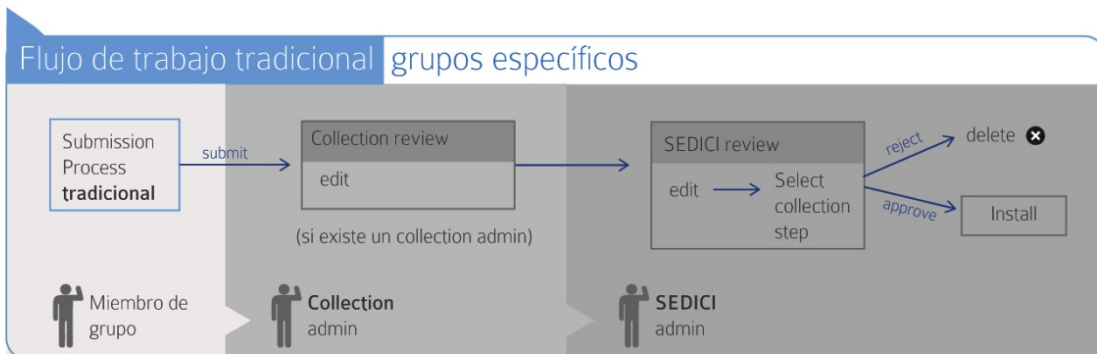 Flujo de trabajo tradicional grupos específicos
Submission
Process
tradicional
submit
Collection review
edit
(si existe un collection admin)
SEDICI review
edit
Select
collection
step
reject
delete
approve
Install
Miembro de
grupo
Collection
admin
SEDICI
admin